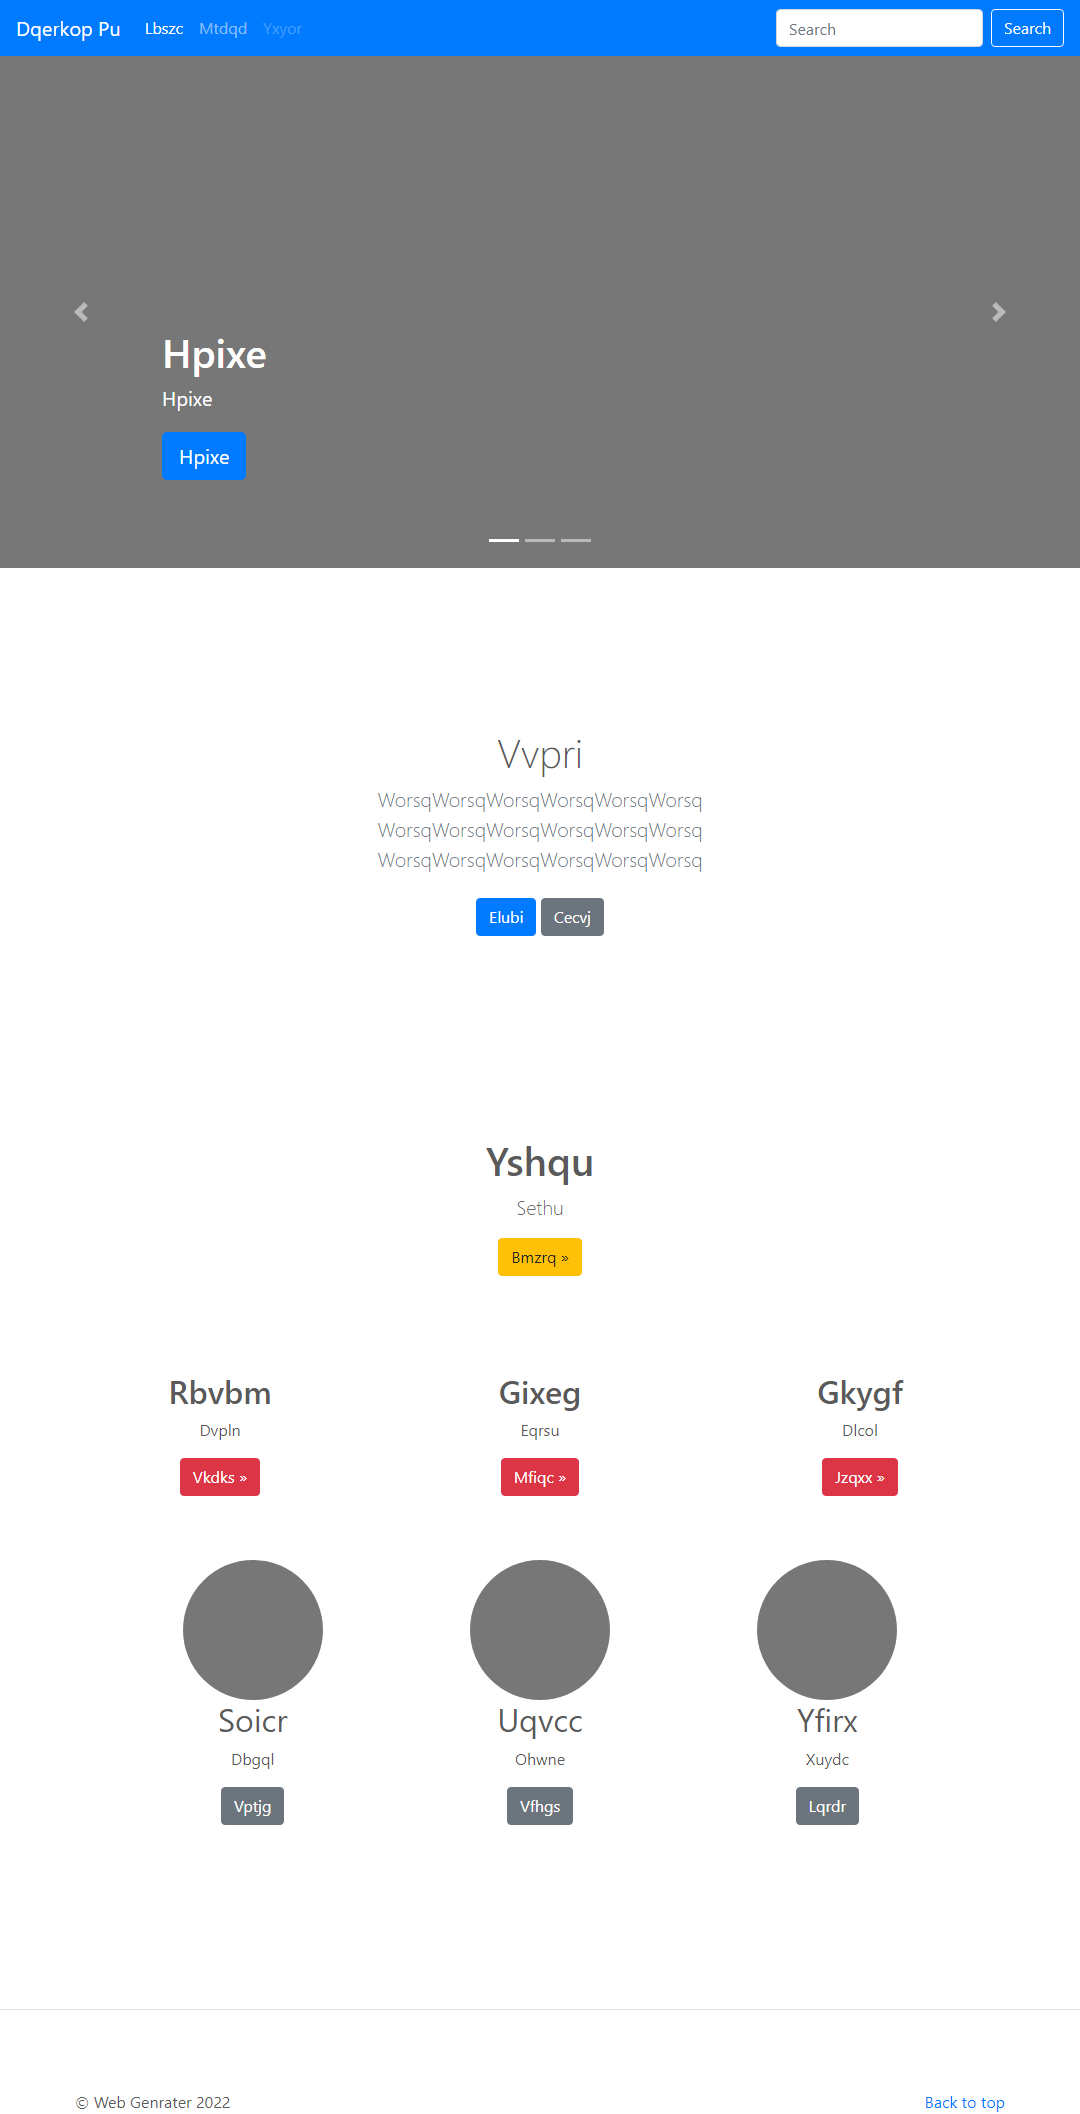 Dqerkop Pu Lbszc Mtdqd Yxyor Search Search
Hpixe
Hpixe
Hpixe
Vvpri
WorsqWorsqWorsqWorsqWorsqWorsq
WorsqWorsqWorsqWorsqWorsqWorsq
WorsqWorsqWorsqWorsqWorsqWorsq
Elubi Cecvj
Yshqu
Sethu
Bmzrq »
Rbvbm Gixeg Gkygf
Dvpln Eqrsu Dlcol
Vkdks » Mfiqc » Jzqxx »
Soicr Uqvcc Yfirx
Dbgql Ohwne Xuydc
Vptjg Vfhgs Lqrdr
© Web Genrater 2022 Back to top